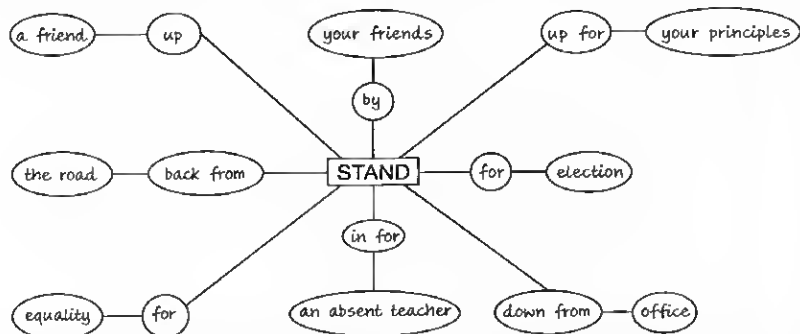 a friend up your friends up for your principles
by
the road back from STAND for election
in for
equality for an absent teacher down from office